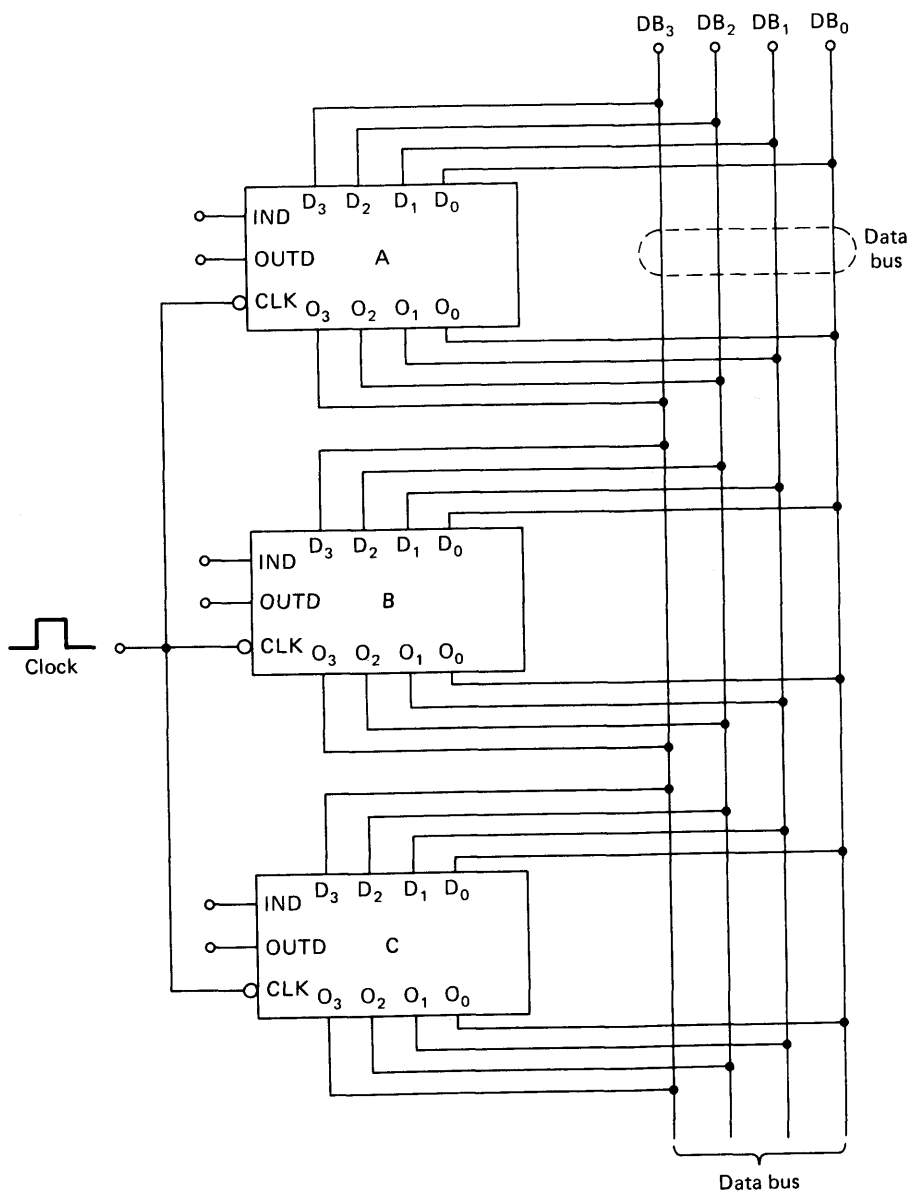 DB₃ DB₂ DB₁ DB₀
D₃ D₂ D₁ D₀
IND
Data bus
OUTD A
CLK O₃ O₂ O₁ O₀
D₃ D₂ D₁ D₀
IND
OUTD B
CLK O₃ O₂ O₁ O₀
Clock
D₃ D₂ D₁ D₀
IND
OUTD C
CLK O₃ O₂ O₁ O₀
Data bus